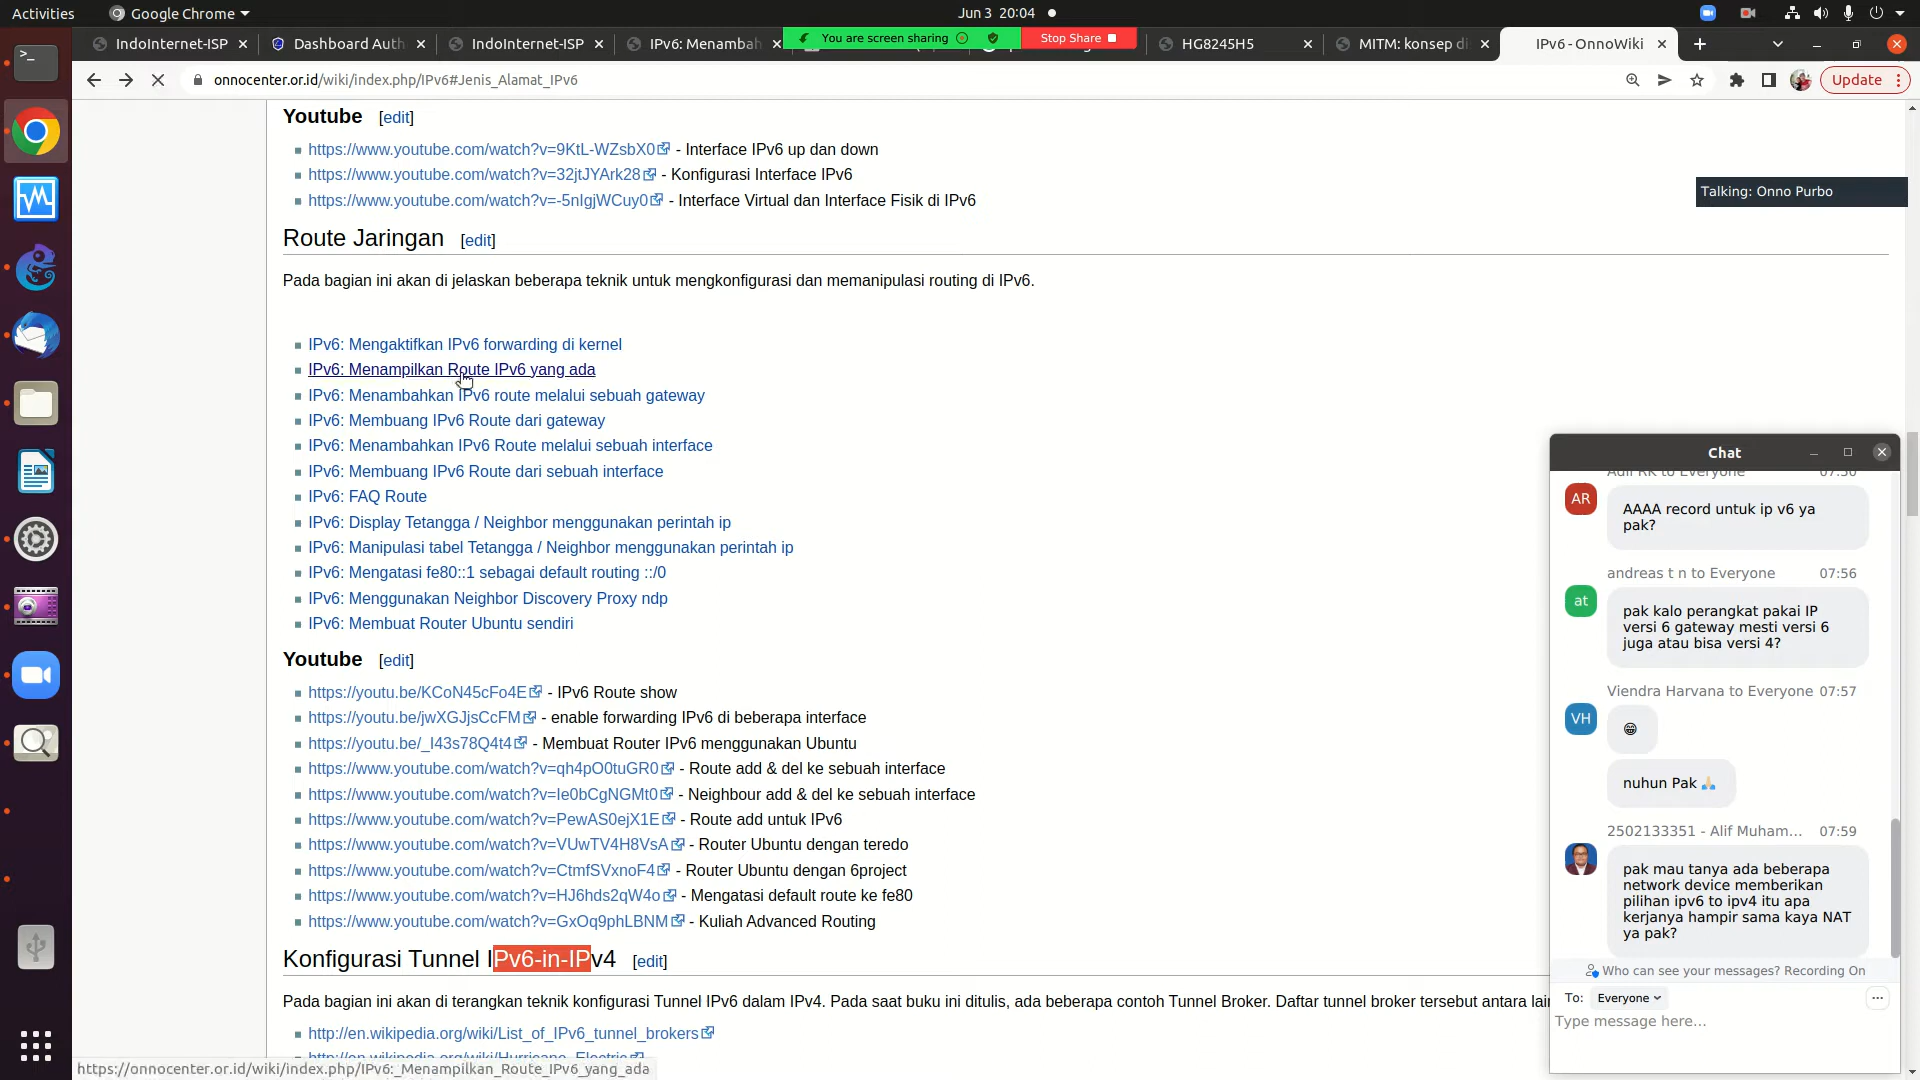 Activities
Google Chrome
Jun 3 20:04
IndoInternet-ISP
Dashboard Auth
IndoInternet-ISP
IPv6: Menambah
You are screen sharing
Stop Share
HG8245H5
MITM: konsep d
IPv6 - OnnoWiki
onnocenter.or.id/wiki/index.php/IPv6#Jenis_Alamat_IPv6
Update
Youtube [edit]
https://www.youtube.com/watch?v=9KtL-WZsbX0 - Interface IPv6 up dan down
https://www.youtube.com/watch?v=32jtJYArk28 - Konfigurasi Interface IPv6
https://www.youtube.com/watch?v=-5nIgjWCuy0 - Interface Virtual dan Interface Fisik di IPv6
Talking: Onno Purbo
Route Jaringan [edit]
Pada bagian ini akan di jelaskan beberapa teknik untuk mengkonfigurasi dan memanipulasi routing di IPv6.
IPv6: Mengaktifkan IPv6 forwarding di kernel
IPv6: Menampilkan Route IPv6 yang ada
IPv6: Menambahkan IPv6 route melalui sebuah gateway
IPv6: Membuang IPv6 Route dari gateway
IPv6: Menambahkan IPv6 Route melalui sebuah interface
IPv6: Membuang IPv6 Route dari sebuah interface
IPv6: FAQ Route
IPv6: Display Tetangga / Neighbor menggunakan perintah ip
IPv6: Manipulasi tabel Tetangga / Neighbor menggunakan perintah ip
IPv6: Mengatasi fe80::1 sebagai default routing ::/0
IPv6: Menggunakan Neighbor Discovery Proxy ndp
IPv6: Membuat Router Ubuntu sendiri
Youtube [edit]
https://youtu.be/KCoN45cFo4E - IPv6 Route show
https://youtu.be/jwXGJjsCcFM - enable forwarding IPv6 di beberapa interface
https://youtu.be/_I43s78Q4t4 - Membuat Router IPv6 menggunakan Ubuntu
https://www.youtube.com/watch?v=qh4pO0tuGR0 - Route add & del ke sebuah interface
https://www.youtube.com/watch?v=Ie0bCgNGMt0 - Neighbour add & del ke sebuah interface
https://www.youtube.com/watch?v=PewAS0ejX1E - Route add untuk IPv6
https://www.youtube.com/watch?v=VUwTV4H8VsA - Router Ubuntu dengan teredo
https://www.youtube.com/watch?v=CtmfSVxnoF4 - Router Ubuntu dengan 6project
https://www.youtube.com/watch?v=HJ6hds2qW4o - Mengatasi default route ke fe80
https://www.youtube.com/watch?v=GxOq9phLBNM - Kuliah Advanced Routing
Konfigurasi Tunnel IPv6-in-IPv4 [edit]
Pada bagian ini akan di terangkan teknik konfigurasi Tunnel IPv6 dalam IPv4. Pada saat buku ini ditulis, ada beberapa contoh Tunnel Broker. Daftar tunnel broker tersebut antara lain
http://en.wikipedia.org/wiki/List_of_IPv6_tunnel_brokers
http://en.wikipedia.org/wiki/Hurricane_Electric
https://onnocenter.or.id/wiki/index.php/IPv6:_Menampilkan_Route_IPv6_yang_ada
Chat
Adil RK to Everyone 07:50
AR
AAAA record untuk ip v6 ya
pak?
andreas t n to Everyone 07:56
at
pak kalo perangkat pakai IP
versi 6 gateway mesti versi 6
juga atau bisa versi 4?
Viendra Harvana to Everyone 07:57
VH
😁
nuhun Pak 🙏🏻
2502133351 - Alif Muham... 07:59
pak mau tanya ada beberapa
network device memberikan
pilihan ipv6 to ipv4 itu apa
kerjanya hampir sama kaya NAT
ya pak?
Who can see your messages? Recording On
To: Everyone
Type message here...